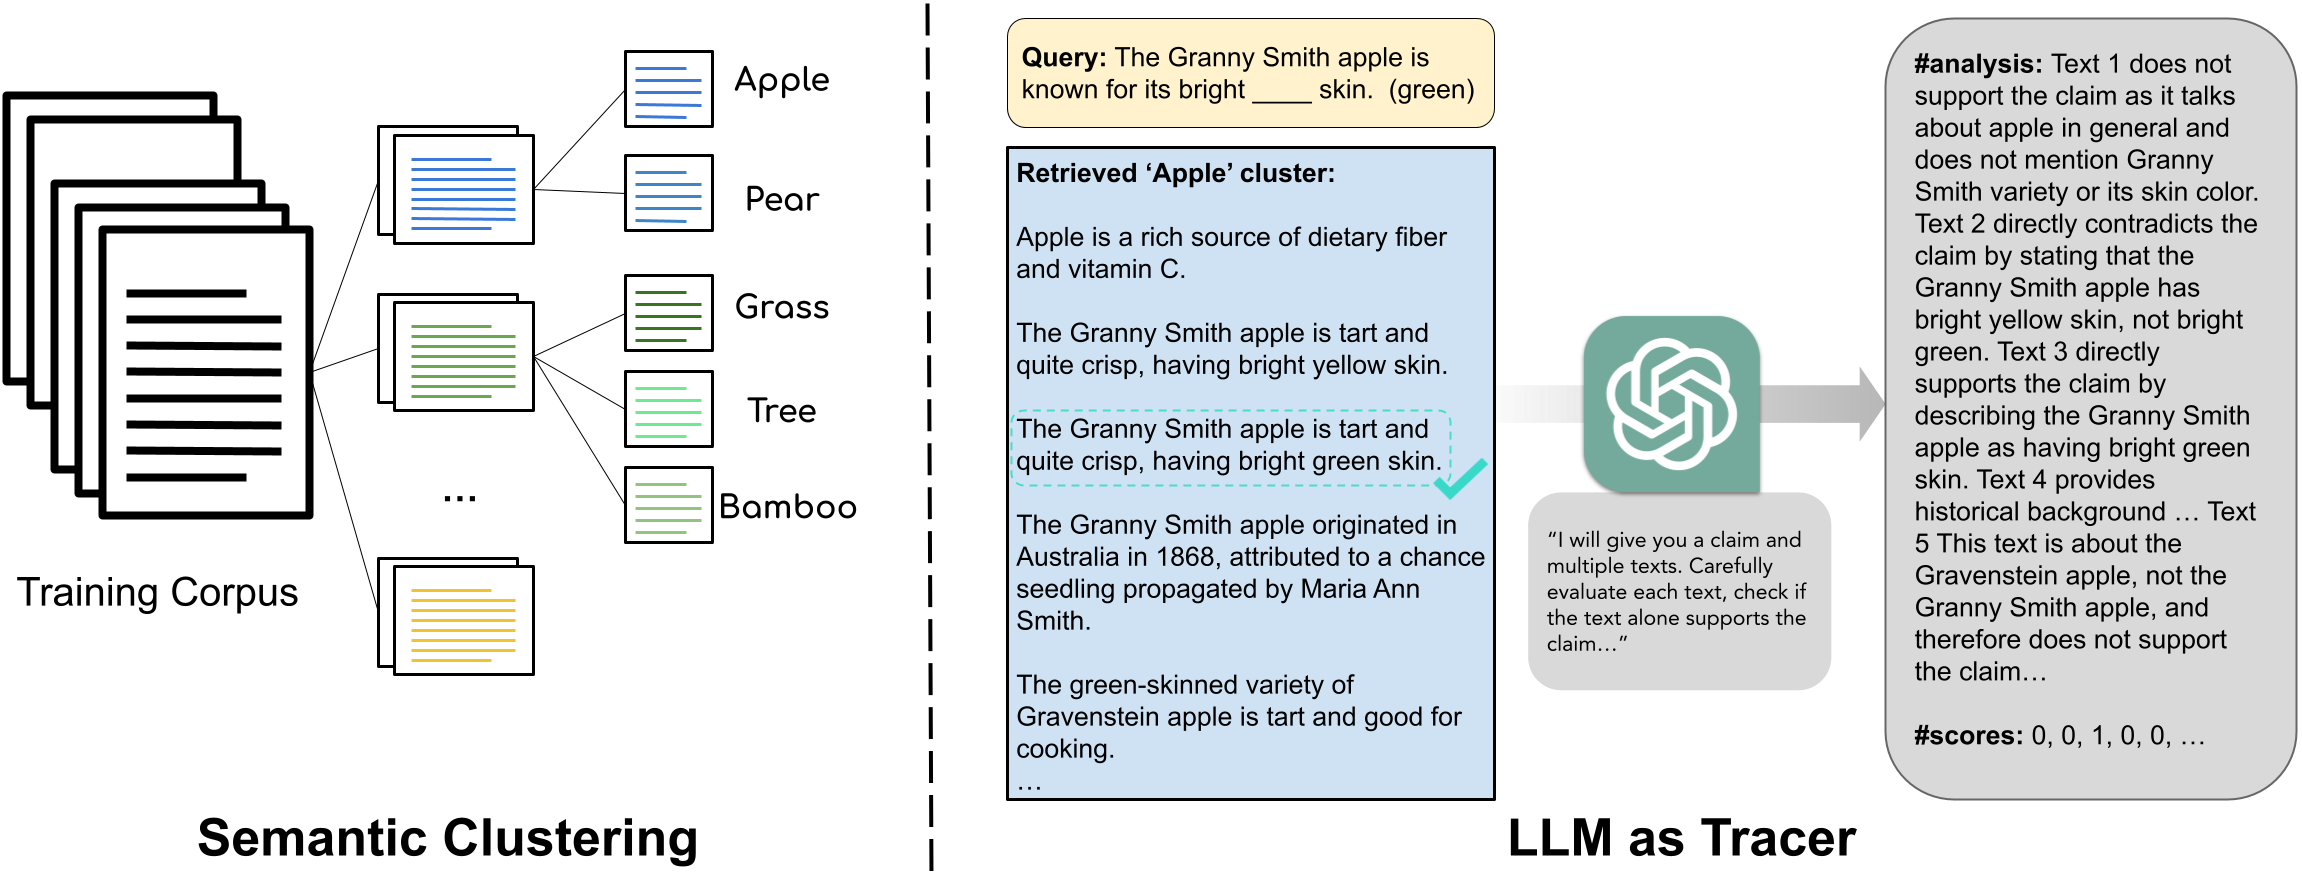 Apple
Pear
Grass
Tree
Bamboo
...
Training Corpus
Semantic Clustering
Query: The Granny Smith apple is
known for its bright ____ skin.  (green)
Retrieved ‘Apple’ cluster:
Apple is a rich source of dietary fiber
and vitamin C.
The Granny Smith apple is tart and
quite crisp, having bright yellow skin.
The Granny Smith apple is tart and
quite crisp, having bright green skin.
The Granny Smith apple originated in
Australia in 1868, attributed to a chance
seedling propagated by Maria Ann
Smith.
The green-skinned variety of
Gravenstein apple is tart and good for
cooking.
…
“I will give you a claim and
multiple texts. Carefully
evaluate each text, check if
the text alone supports the
claim…”
#analysis: Text 1 does not
support the claim as it talks
about apple in general and
does not mention Granny
Smith variety or its skin color.
Text 2 directly contradicts the
claim by stating that the
Granny Smith apple has
bright yellow skin, not bright
green. Text 3 directly
supports the claim by
describing the Granny Smith
apple as having bright green
skin. Text 4 provides
historical background … Text
5 This text is about the
Gravenstein apple, not the
Granny Smith apple, and
therefore does not support
the claim…
#scores: 0, 0, 1, 0, 0, …
LLM as Tracer